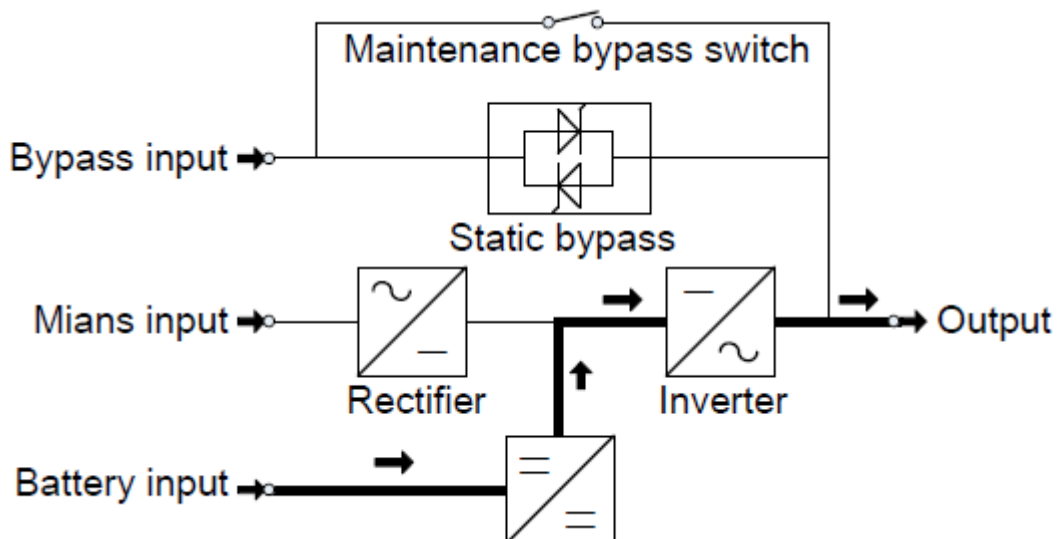 Maintenance bypass switch
Bypass input
Static bypass
Mians input
Output
Rectifier
Inverter
Battery input